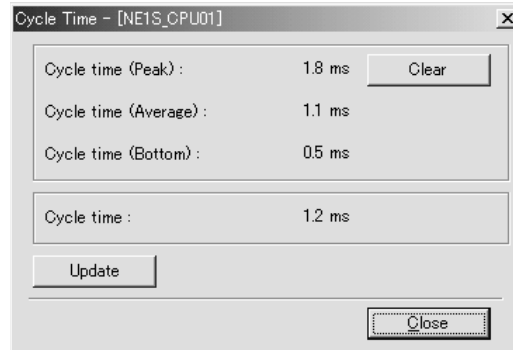 Cycle Time - [NE1S_CPU01]
Cycle time (Peak) : 1.8 ms Clear
Cycle time (Average) : 1.1 ms
Cycle time (Bottom) : 0.5 ms
Cycle time : 1.2 ms
Update
Close